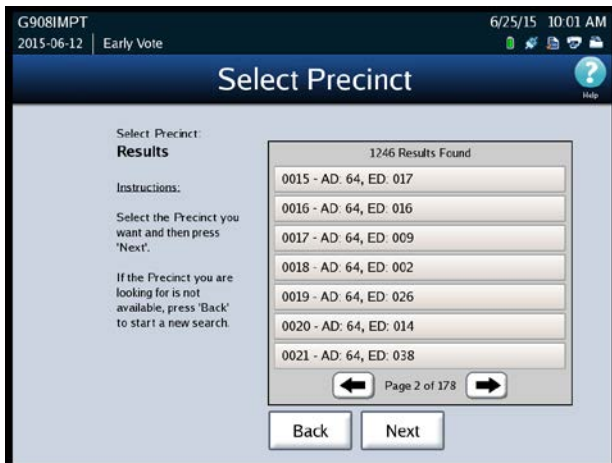 G908IMPT 6/25/15 10:01 AM
2015-06-12 Early Vote
Select Precinct
Help
Select Precinct:
Results
Instructions:
Select the Precinct you
want and then press
'Next'.
If the Precinct you are
looking for is not
available, press 'Back'
to start a new search.
1246 Results Found
0015 - AD: 64, ED: 017
0016 - AD: 64, ED: 016
0017 - AD: 64, ED: 009
0018 - AD: 64, ED: 002
0019 - AD: 64, ED: 026
0020 - AD: 64, ED: 014
0021 - AD: 64, ED: 038
Page 2 of 178
Back Next